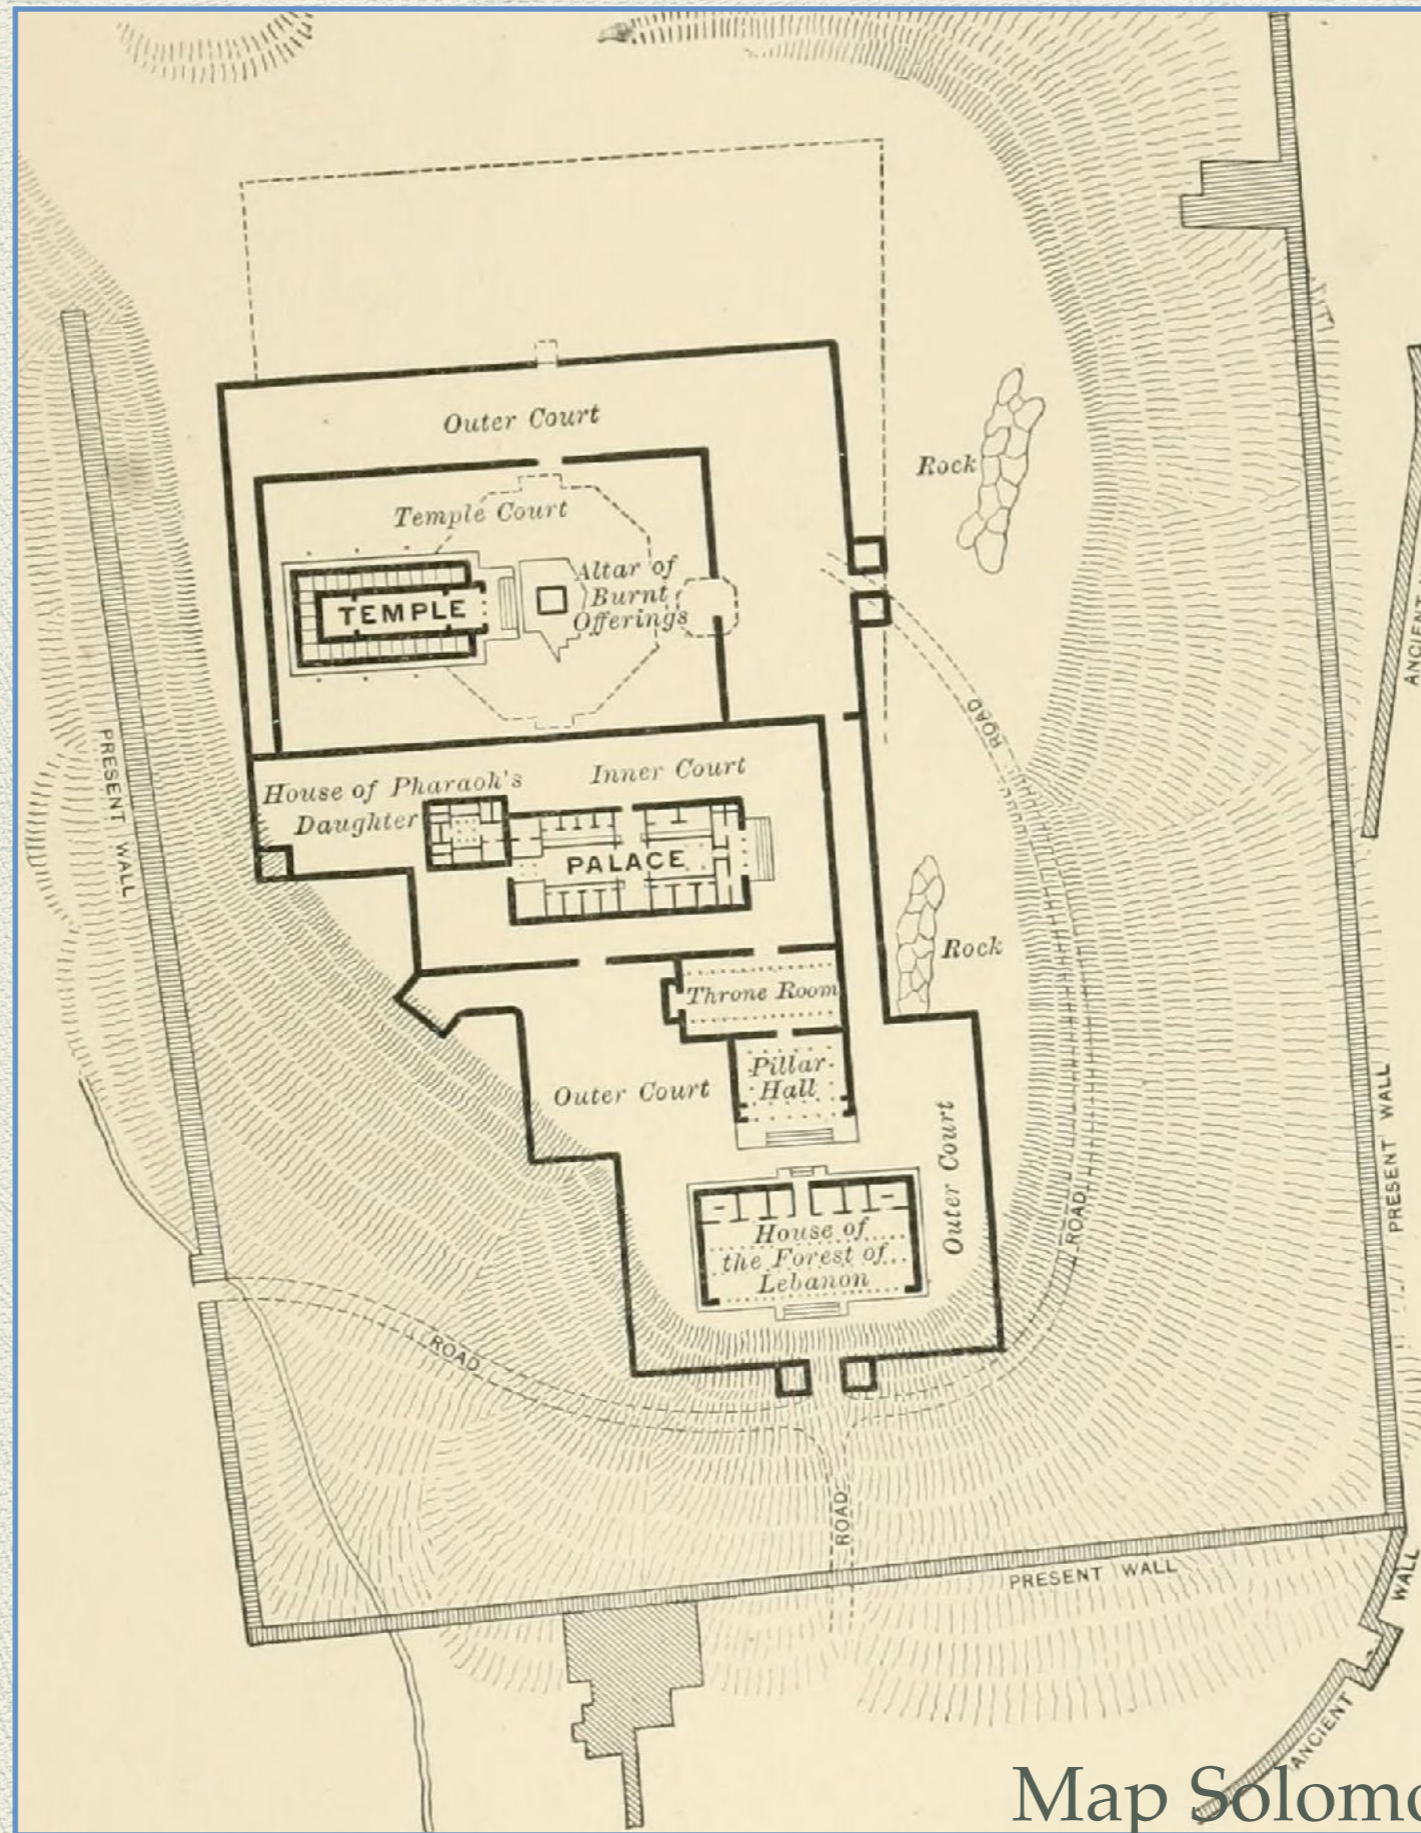 Outer Court
Rock
Temple Court
Altar of
Burnt
Offerings
TEMPLE
ANCIENT
ROAD
PRESENT WALL
House of Pharaoh's
Daughter
Inner Court
PALACE
Rock
Throne Room
Pillar
Hall
Outer Court
Outer Court
PRESENT WALL
ROAD
House of
the Forest of
Lebanon
ROAD
ROAD
PRESENT WALL
WALL
ANCIENT
Map Solomo